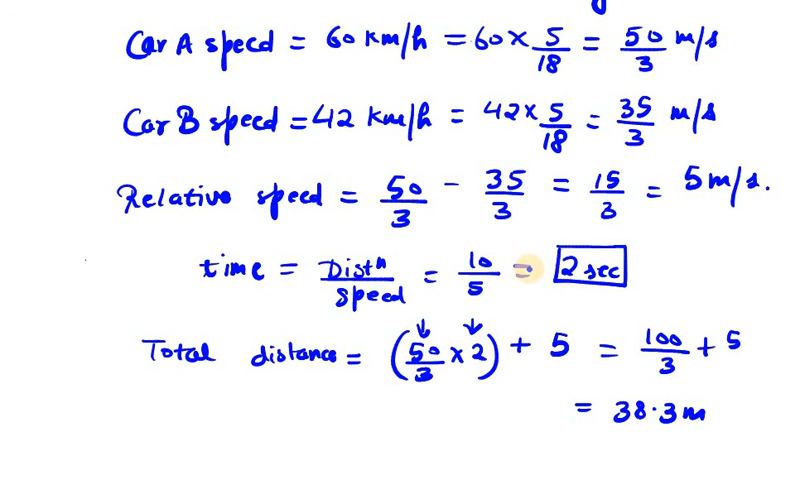 Car A speed = 60 km/h = 60 × 5/18 = 50/3 m/s
Car B speed = 42 km/h = 42 × 5/18 = 35/3 m/s
Relative speed = 50/3 - 35/3 = 15/3 = 5 m/s.
time = Distn/speed = 10/5 = 2 sec
Total distance = (50/3 × 2) + 5 = 100/3 + 5
= 38.3 m